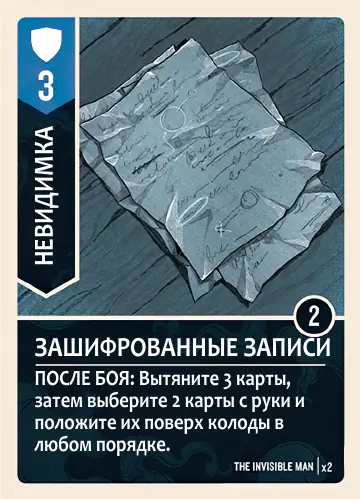 3
НЕВИДИМКА
2
ЗАШИФРОВАННЫЕ ЗАПИСИ
ПОСЛЕ БОЯ: Вытяните 3 карты,
затем выберите 2 карты с руки и
положите их поверх колоды в
любом порядке.
THE INVISIBLE MAN | x2